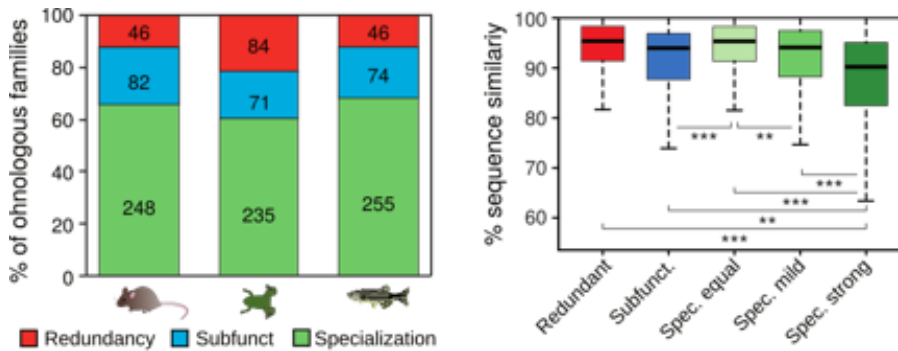 % of ohnologous families
100
80
60
40
20
0
46
84
46
82
71
74
248
235
255
Redundancy
Subfunct
Specialization
% sequence similariy
100
90
100
80
70
60
***
**
***
***
**
***
Redundant
Subfunct.
Spec. equal
Spec. mild
Spec. strong